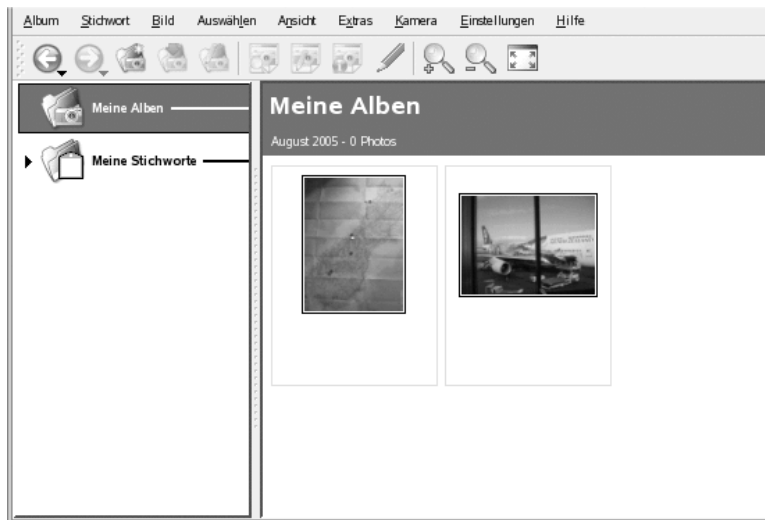 Album Stichwort Bild Auswählen Ansicht Extras Kamera Einstellungen Hilfe
Meine Alben
Meine Stichworte
Meine Alben
August 2005 - 0 Photos